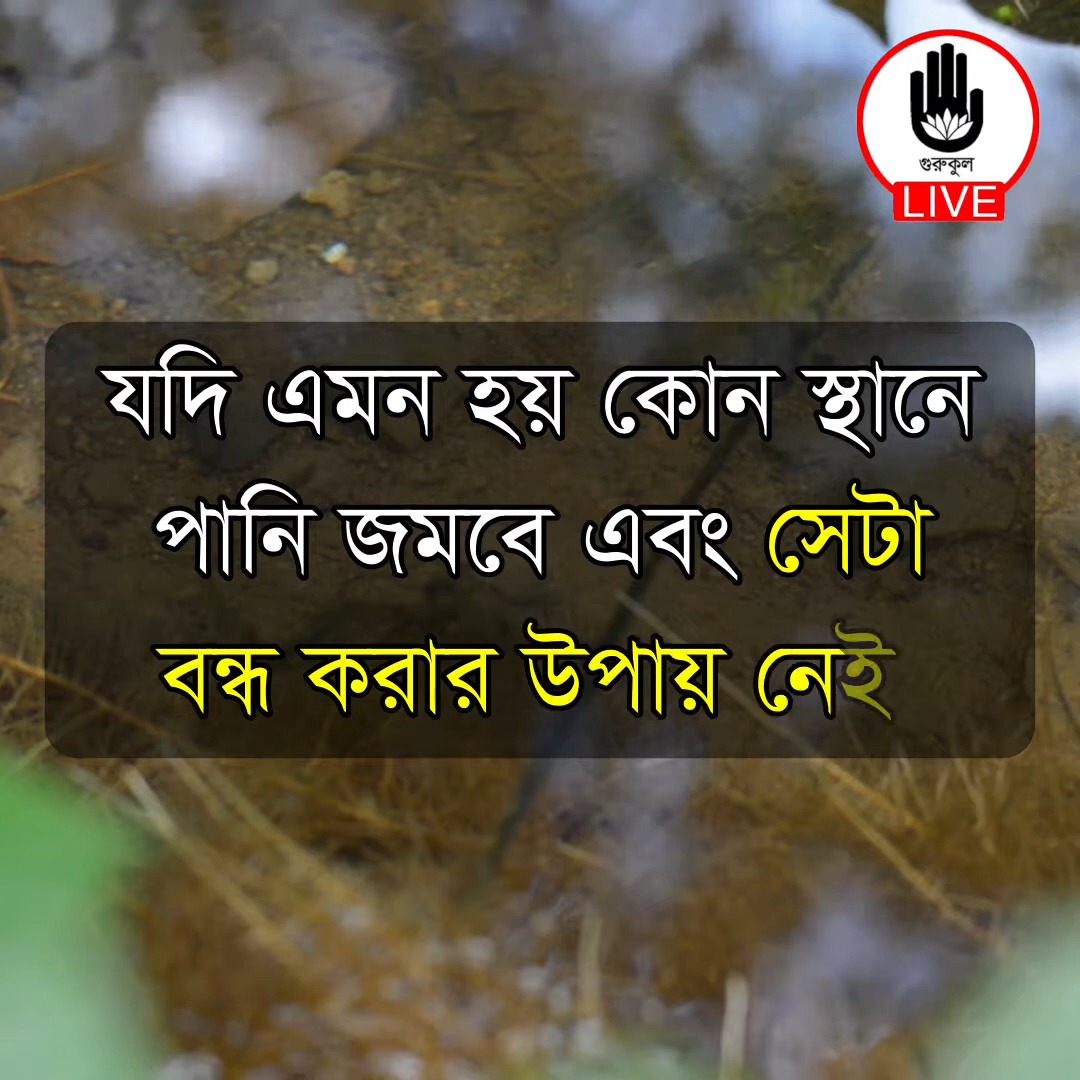 গুরুকুল
LIVE
যদি এমন হয় কোন স্থানে
পানি জমবে এবং সেটা
বন্ধ করার উপায় নেই